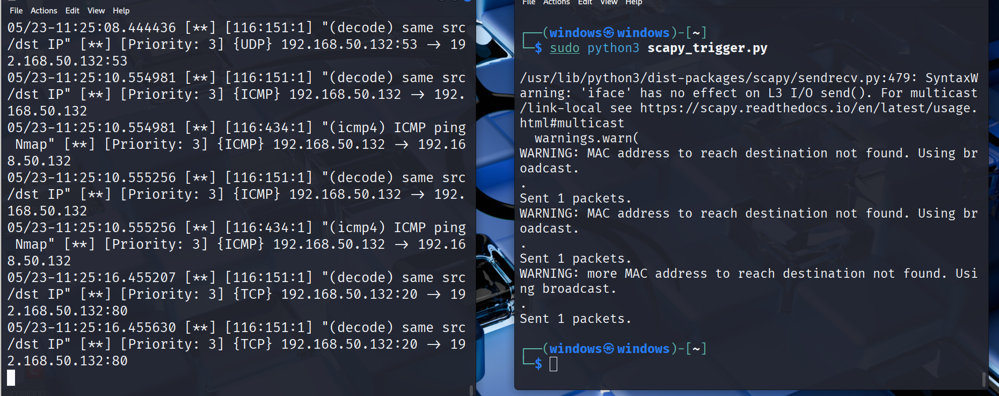 File Actions Edit View Help
05/23-11:25:08.444436 [**] [116:151:1] "(decode) same src
/dst IP" [**] [Priority: 3] {UDP} 192.168.50.132:53 → 19
2.168.50.132:53
05/23-11:25:10.554981 [**] [116:151:1] "(decode) same src
/dst IP" [**] [Priority: 3] {ICMP} 192.168.50.132 → 192.
168.50.132
05/23-11:25:10.554981 [**] [116:434:1] "(icmp4) ICMP ping
 Nmap" [**] [Priority: 3] {ICMP} 192.168.50.132 → 192.16
8.50.132
05/23-11:25:10.555256 [**] [116:151:1] "(decode) same src
/dst IP" [**] [Priority: 3] {ICMP} 192.168.50.132 → 192.
168.50.132
05/23-11:25:10.555256 [**] [116:434:1] "(icmp4) ICMP ping
 Nmap" [**] [Priority: 3] {ICMP} 192.168.50.132 → 192.16
8.50.132
05/23-11:25:16.455207 [**] [116:151:1] "(decode) same src
/dst IP" [**] [Priority: 3] {TCP} 192.168.50.132:20 → 19
2.168.50.132:80
05/23-11:25:16.455630 [**] [116:151:1] "(decode) same src
/dst IP" [**] [Priority: 3] {TCP} 192.168.50.132:20 → 19
2.168.50.132:80
File Actions Edit View Help
┌──(windows㉿windows)-[~]
└─$ sudo python3 scapy_trigger.py
/usr/lib/python3/dist-packages/scapy/sendrecv.py:479: SyntaxW
arning: 'iface' has no effect on L3 I/O send(). For multicast
/link-local see https://scapy.readthedocs.io/en/latest/usage.
html#multicast
  warnings.warn(
WARNING: MAC address to reach destination not found. Using br
oadcast.
.
Sent 1 packets.
WARNING: MAC address to reach destination not found. Using br
oadcast.
.
Sent 1 packets.
WARNING: more MAC address to reach destination not found. Usi
ng broadcast.
.
Sent 1 packets.
┌──(windows㉿windows)-[~]
└─$